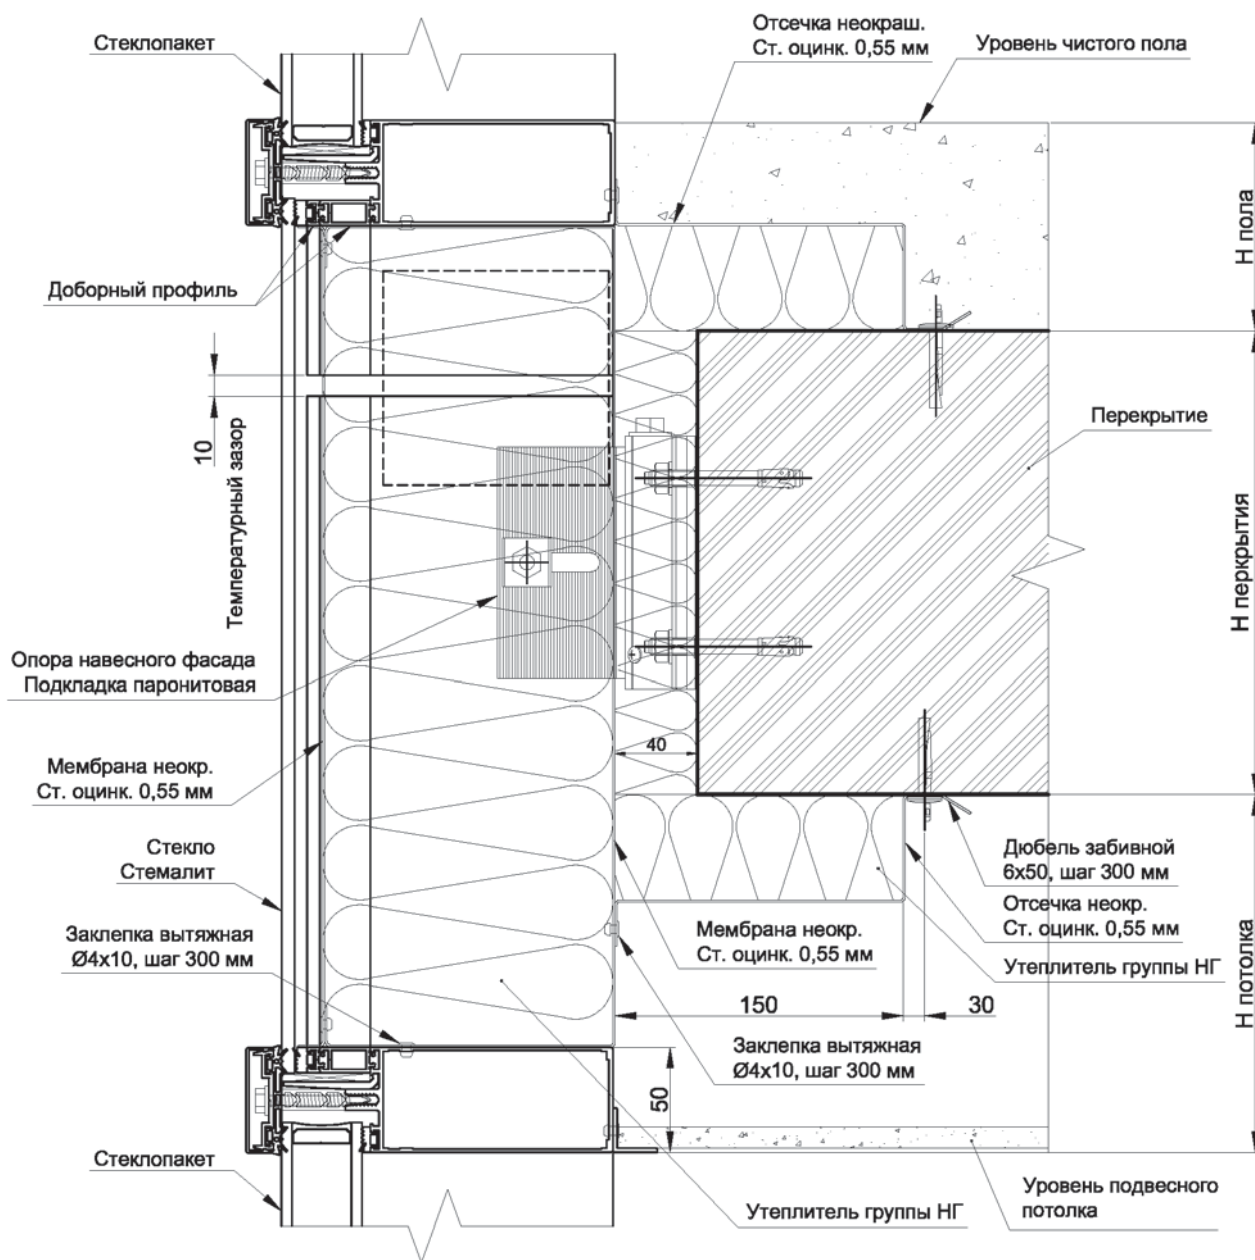 Стеклопакет
Отсечка неокраш.
Ст. оцинк. 0,55 мм
Уровень чистого пола
Н пола
Доборный профиль
10
Температурный зазор
Перекрытие
Н перкрытия
Опора навесного фасада
Подкладка паронитовая
40
Мембрана неокр.
Ст. оцинк. 0,55 мм
Стекло
Стемалит
Дюбель забивной
6х50, шаг 300 мм
Отсечка неокр.
Ст. оцинк. 0,55 мм
Заклепка вытяжная
Ø4х10, шаг 300 мм
Мембрана неокр.
Ст. оцинк. 0,55 мм
Утеплитель группы НГ
Н потолка
150
30
Заклепка вытяжная
Ø4х10, шаг 300 мм
50
Стеклопакет
Утеплитель группы НГ
Уровень подвесного
потолка